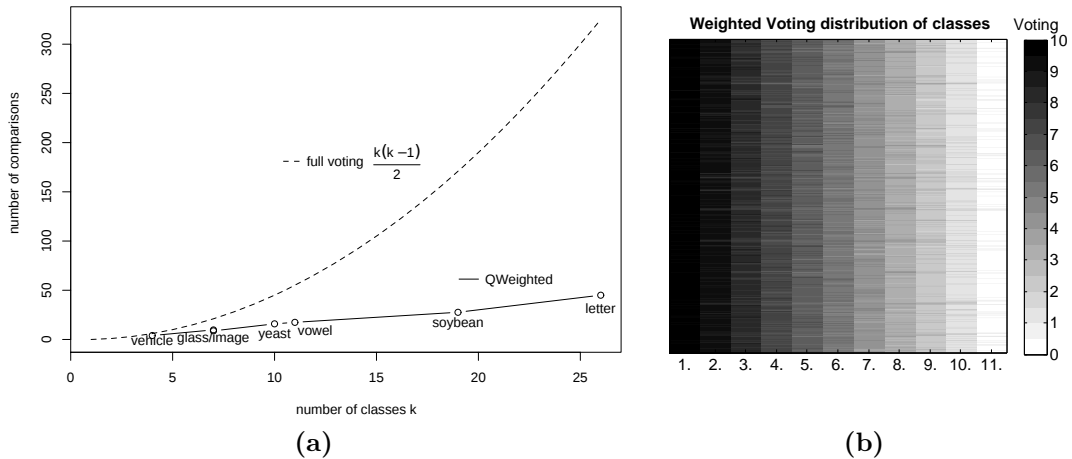 number of comparisons
300
250
200
150
100
50
0
full voting k(k−1)
2
QWeighted
vehicle glass/image yeast vowel soybean letter
0 5 10 15 20 25
number of classes k
(a)
Weighted Voting distribution of classes
Voting
10
9
8
7
6
5
4
3
2
1
0
1. 2. 3. 4. 5. 6. 7. 8. 9. 10. 11.
(b)